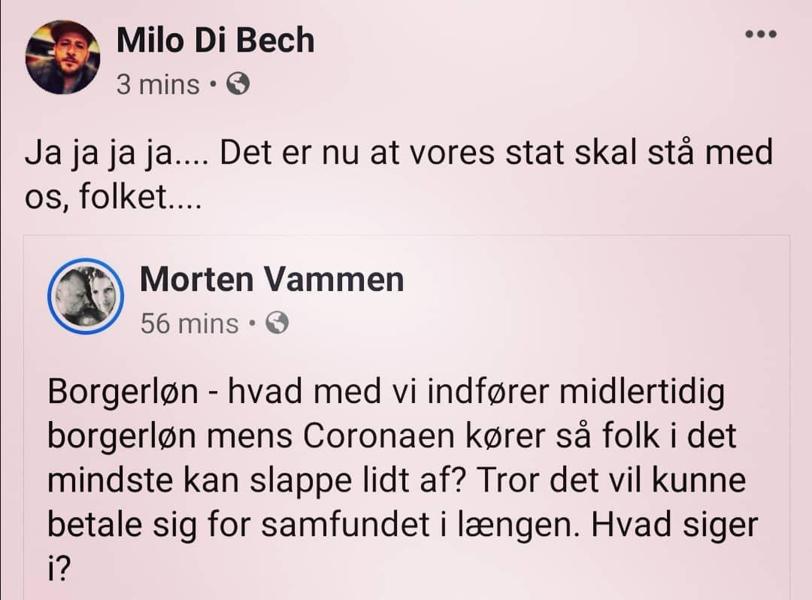 Milo Di Bech
3 mins •
Ja ja ja ja.... Det er nu at vores stat skal stå med
os, folket....
Morten Vammen
56 mins •
Borgerløn - hvad med vi indfører midlertidig
borgerløn mens Coronaen kører så folk i det
mindste kan slappe lidt af? Tror det vil kunne
betale sig for samfundet i længen. Hvad siger
i?